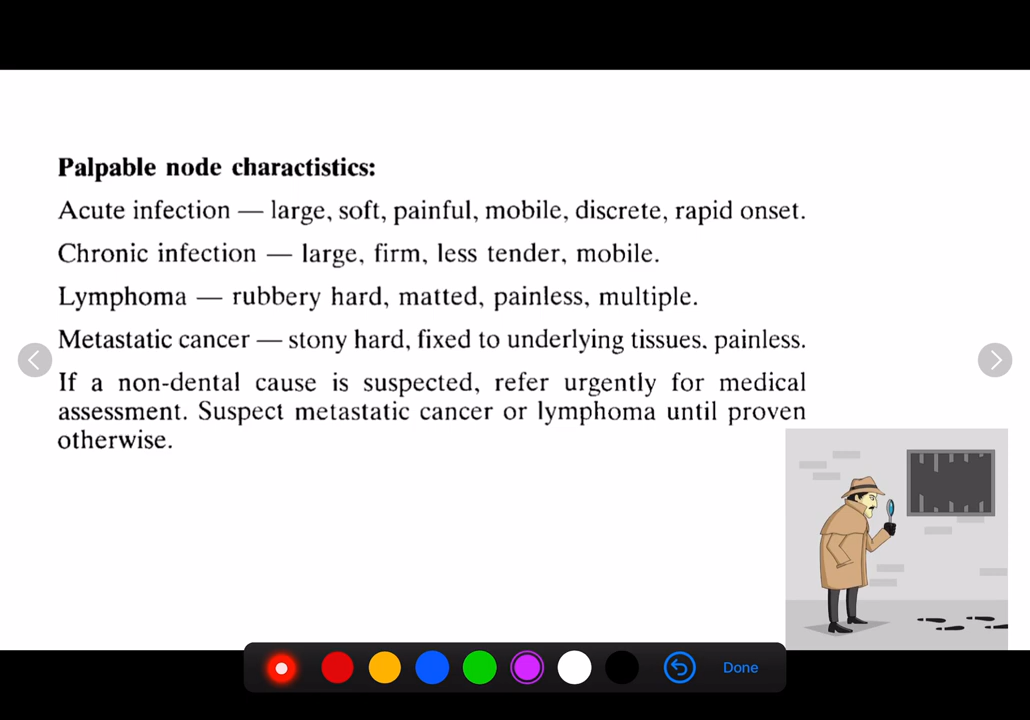 Palpable node charactistics:
Acute infection — large, soft, painful, mobile, discrete, rapid onset.
Chronic infection — large, firm, less tender, mobile.
Lymphoma — rubbery hard, matted, painless, multiple.
Metastatic cancer — stony hard, fixed to underlying tissues. painless.
If a non-dental cause is suspected, refer urgently for medical
assessment. Suspect metastatic cancer or lymphoma until proven
otherwise.
Done